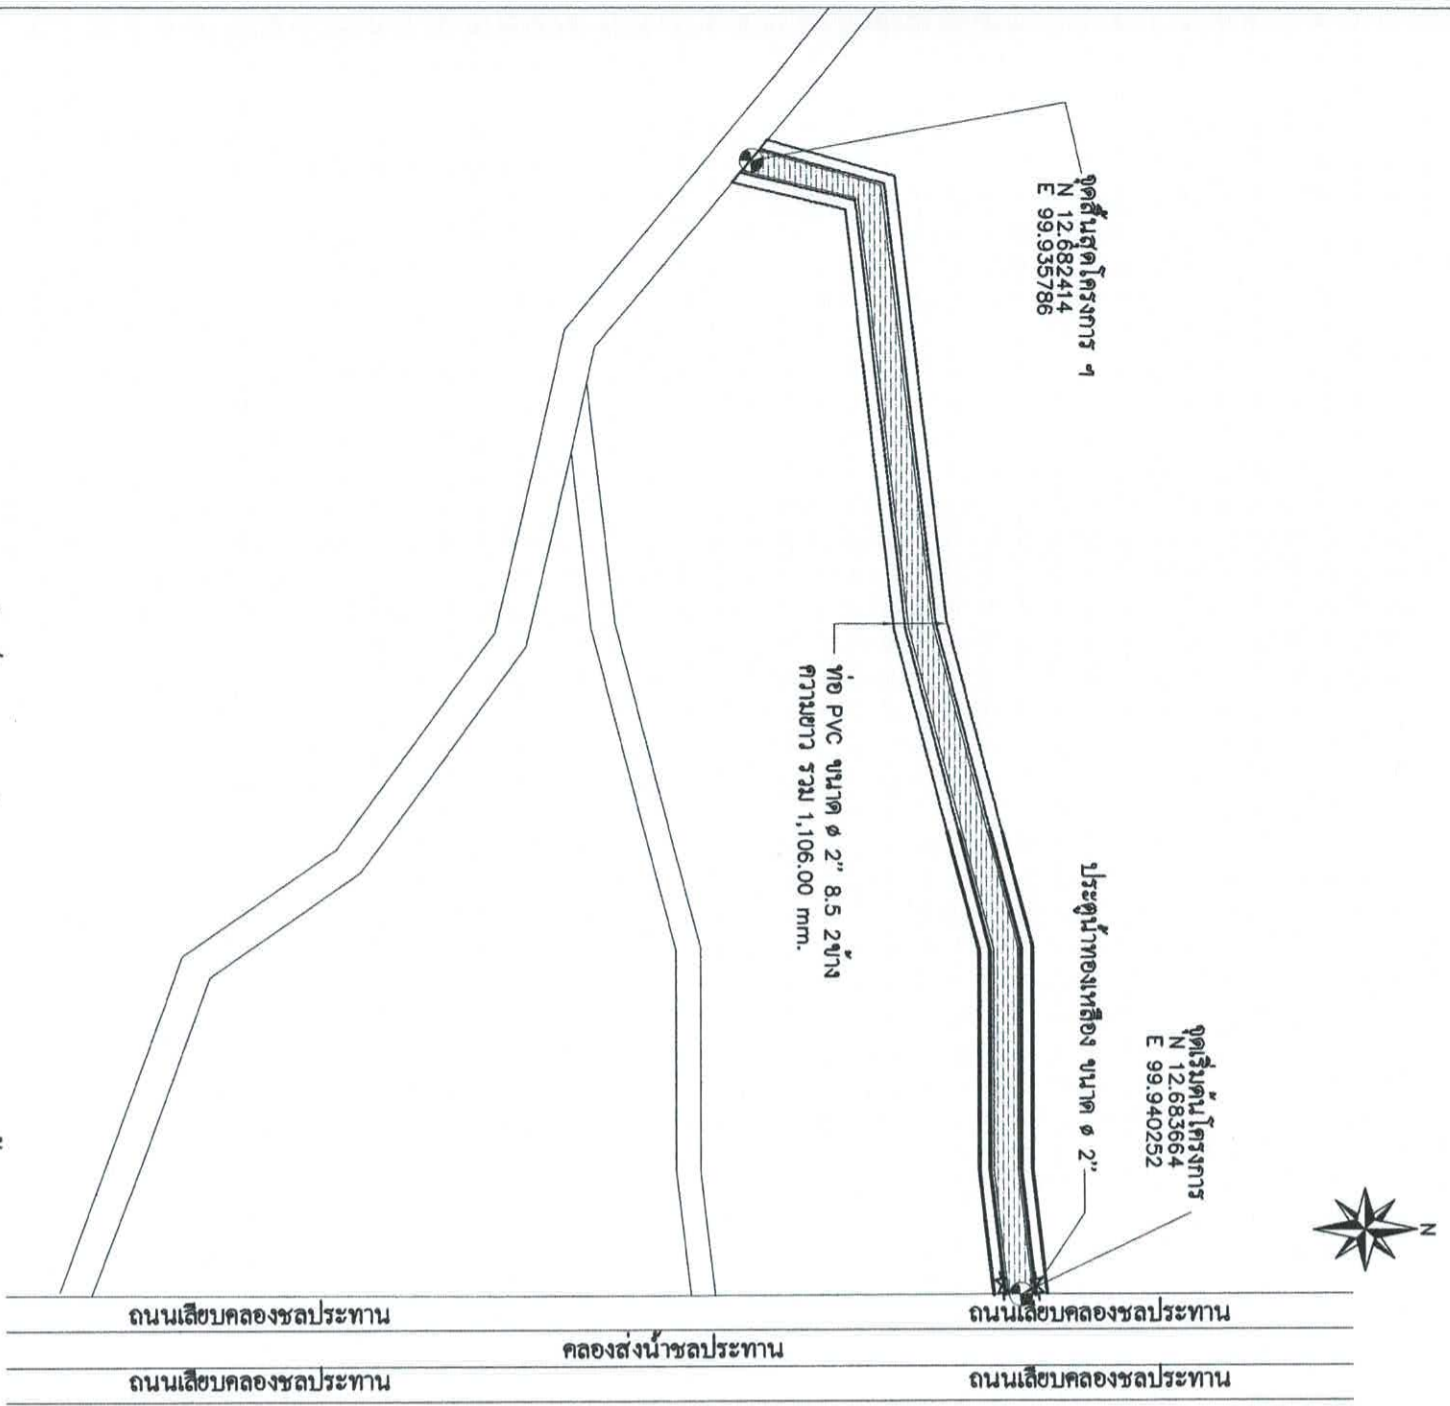 จุดสิ้นสุดโครงการ ฯ
N 12.682414
E 99.935786
ท่อ PVC ขนาด ø 2" 8.5 2ข้าง
ความยาว รวม 1,106.00 mm.
ประตูน้ำทองเหลือง ขนาด ø 2"
จุดเริ่มต้นโครงการ
N 12.683664
E 99.940252
N
ถนนเลียบคลองชลประทาน
ถนนเลียบคลองชลประทาน
คลองส่งน้ำชลประทาน
ถนนเลียบคลองชลประทาน
ถนนเลียบคลองชลประทาน